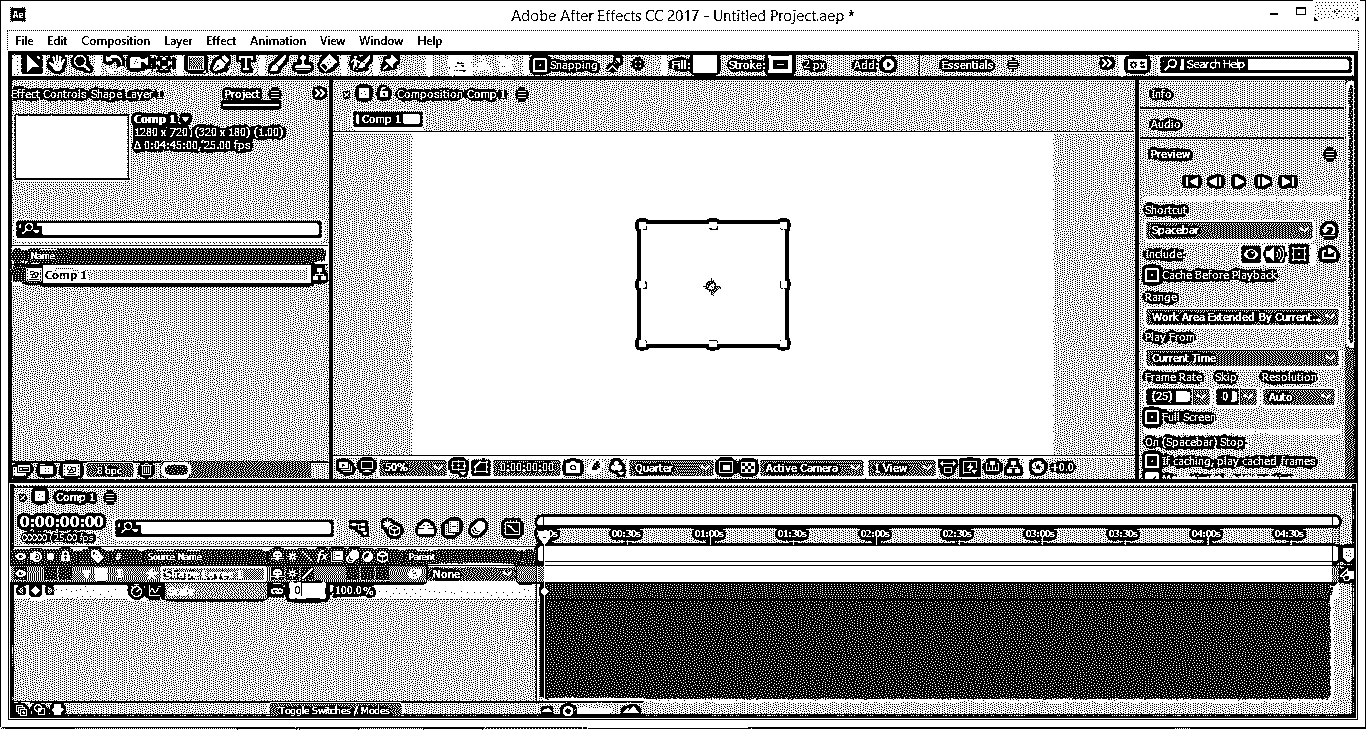 Ae
Adobe After Effects CC 2017 - Untitled Project.aep *
File Edit Composition Layer Effect Animation View Window Help
Snapping Fill: Stroke: 2 px Add: Essentials Search Help
Effect Controls Shape Layer 1 Project
Comp 1
1280 x 720 (320 x 180) (1.00)
Δ 0:04:45:00, 25.00 fps
Name
Comp 1
8 bpc
Composition Comp 1
Comp 1
50% 0:00:00:00 Quarter Active Camera 1 View +0.0
Info
Audio
Preview
Shortcut
Spacebar
Include:
Cache Before Playback
Range
Work Area Extended By Current...
Play From
Current Time
Frame Rate Skip Resolution
(25) 0 Auto
Full Screen
On (Spacebar) Stop
If caching, play cached frames
Comp 1
0:00:00:00
00000 (25.00 fps)
00:30s 01:00s 01:30s 02:00s 02:30s 03:00s 03:30s 04:00s 04:30s
# Source Name fx Parent
Shape Layer 1 None
0 ,100.0%
Toggle Switches / Modes